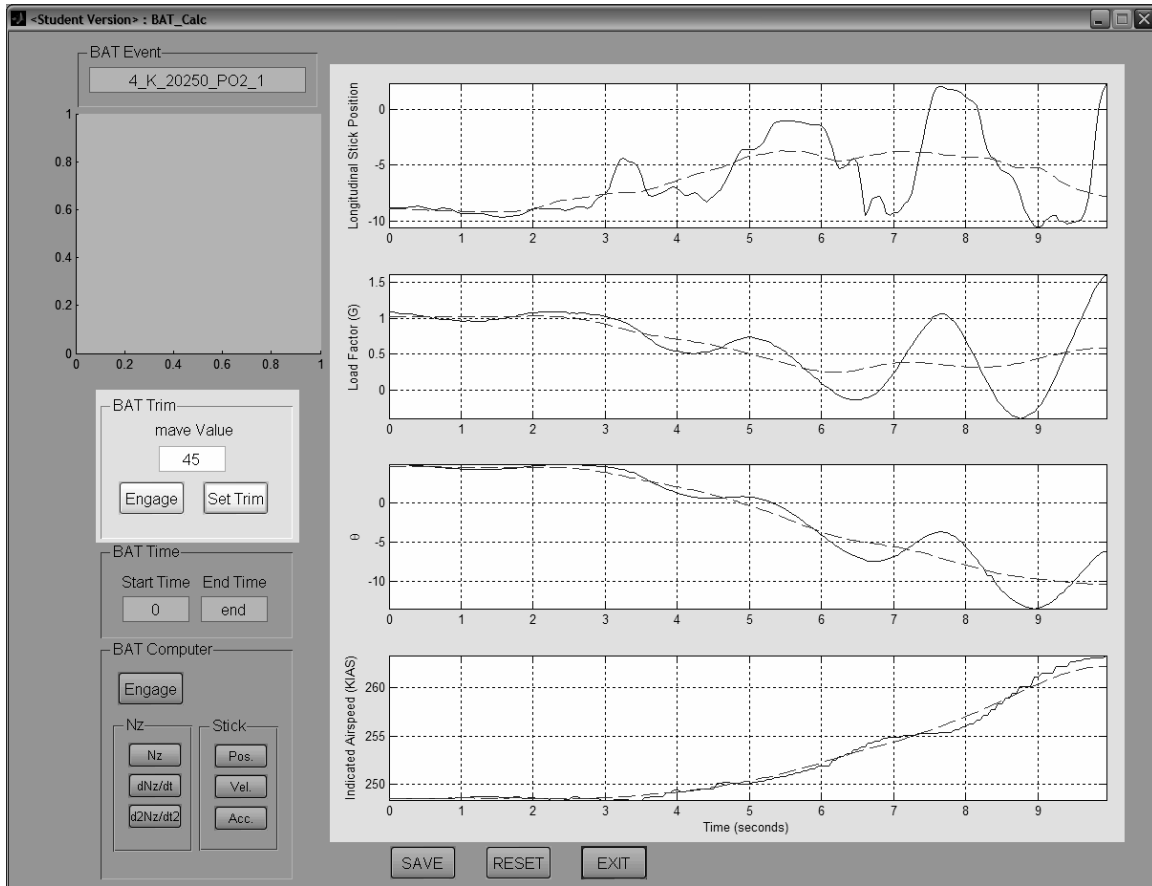 <Student Version> : BAT_Calc
BAT Event
4_K_20250_PO2_1
1
0.8
0.6
0.4
0.2
0
0 0.2 0.4 0.6 0.8 1
BAT Trim
mave Value
45
Engage Set Trim
BAT Time
Start Time End Time
0 end
BAT Computer
Engage
Nz
Nz
dNz/dt
d2Nz/dt2
Stick
Pos.
Vel.
Acc.
Longitudinal Stick Position
0
-5
-10
0 1 2 3 4 5 6 7 8 9
Load Factor (G)
1.5
1
0.5
0
0 1 2 3 4 5 6 7 8 9
θ
0
-5
-10
0 1 2 3 4 5 6 7 8 9
Indicated Airspeed (KIAS)
260
255
250
0 1 2 3 4 5 6 7 8 9
Time (seconds)
SAVE RESET EXIT